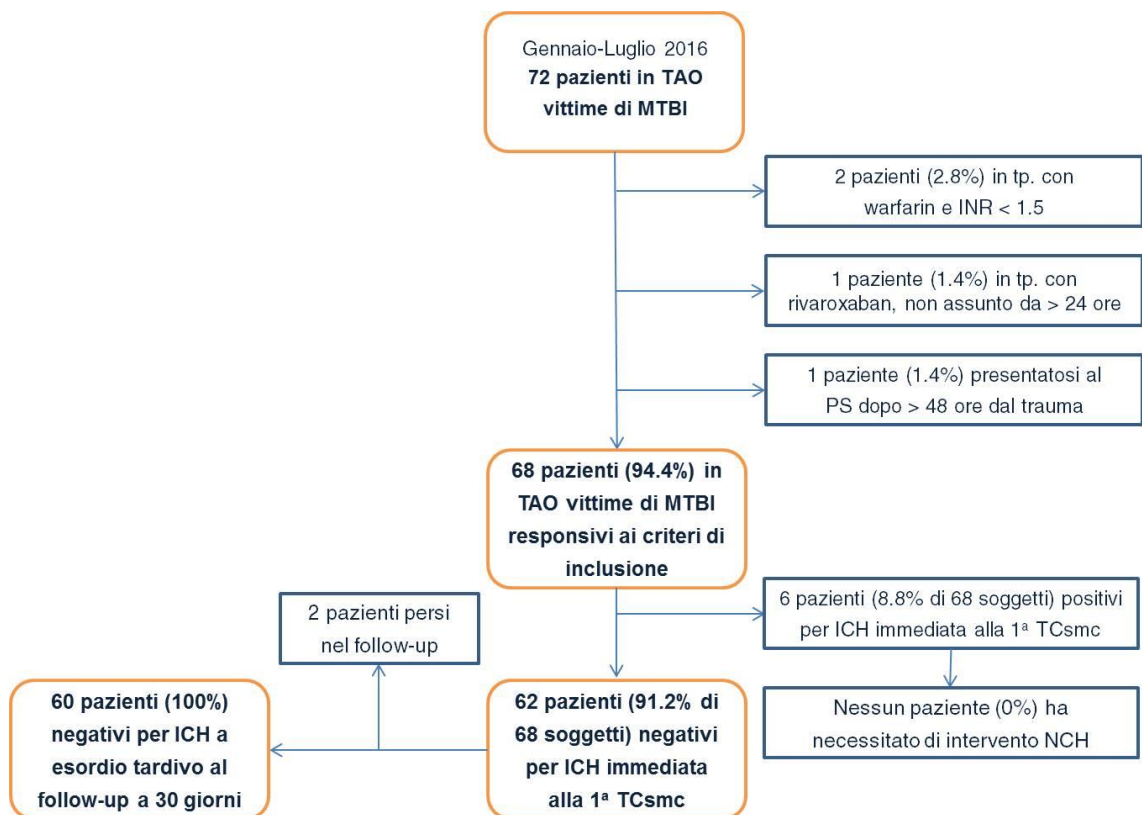 Gennaio-Luglio 2016
72 pazienti in TAO
vittime di MTBI
2 pazienti (2.8%) in tp. con
warfarin e INR < 1.5
1 paziente (1.4%) in tp. con
rivaroxaban, non assunto da > 24 ore
1 paziente (1.4%) presentatosi al
PS dopo > 48 ore dal trauma
68 pazienti (94.4%) in
TAO vittime di MTBI
responsivi ai criteri di
inclusione
6 pazienti (8.8% di 68 soggetti) positivi
per ICH immediata alla 1ª TCsmc
Nessun paziente (0%) ha
necessitato di intervento NCH
2 pazienti persi
nel follow-up
62 pazienti (91.2% di
68 soggetti) negativi
per ICH immediata
alla 1ª TCsmc
60 pazienti (100%)
negativi per ICH a
esordio tardivo al
follow-up a 30 giorni